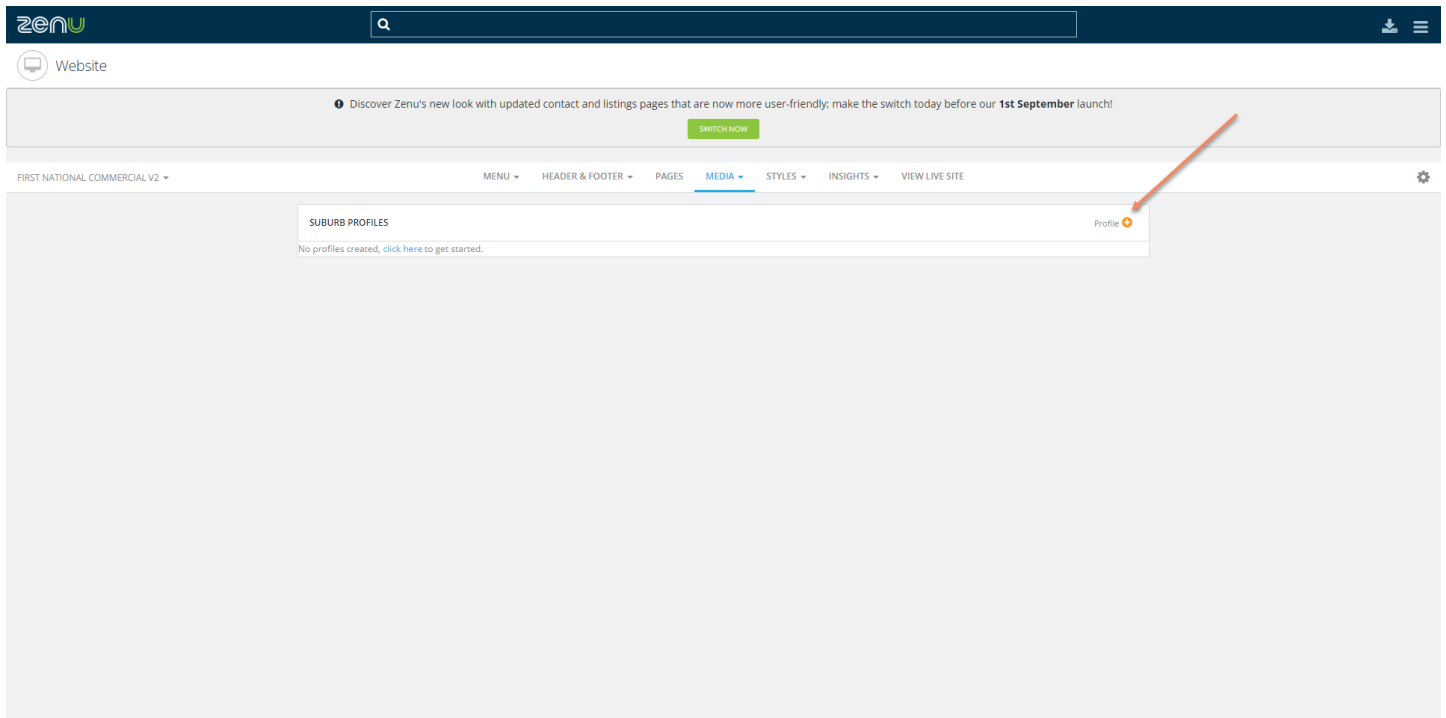 zenu
Website
Discover Zenu's new look with updated contact and listings pages that are now more user-friendly; make the switch today before our 1st September launch!
SWITCH NOW
FIRST NATIONAL COMMERCIAL V2 MENU HEADER & FOOTER PAGES MEDIA STYLES INSIGHTS VIEW LIVE SITE
SUBURB PROFILES Profile
No profiles created, click here to get started.